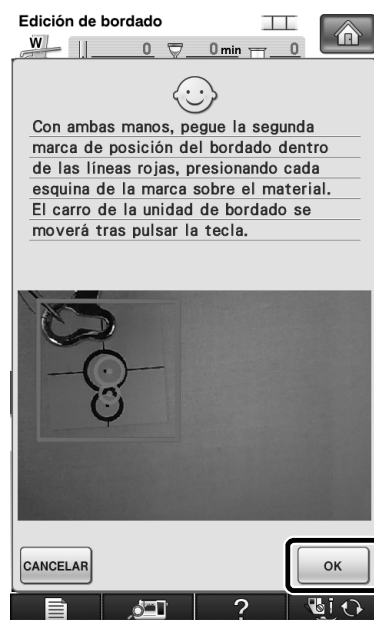 Edición de bordado
W
0 0 min 0
Con ambas manos, pegue la segunda
marca de posición del bordado dentro
de las líneas rojas, presionando cada
esquina de la marca sobre el material.
El carro de la unidad de bordado se
moverá tras pulsar la tecla.
CANCELAR
OK
?